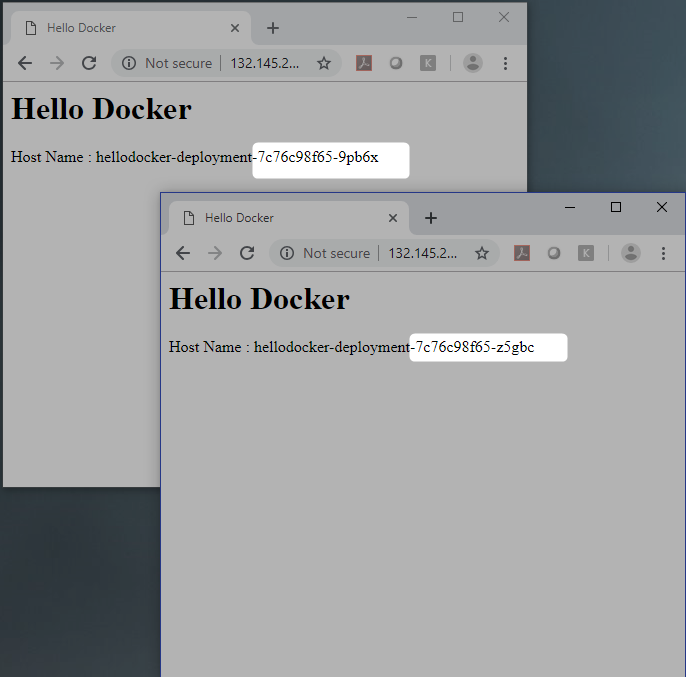 Hello Docker
Not secure
132.145.2...
K
Hello Docker
Host Name : hellodocker-deployment-7c76c98f65-9pb6x
Hello Docker
Not secure
132.145.2...
K
Hello Docker
Host Name : hellodocker-deployment-7c76c98f65-z5gbc